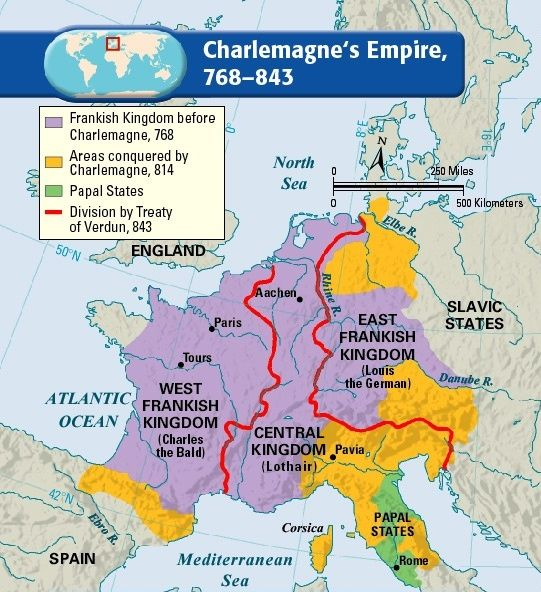 Charlemagne's Empire,
768–843
Frankish Kingdom before
Charlemagne, 768
Areas conquered by
Charlemagne, 814
Papal States
Division by Treaty
of Verdun, 843
8°E
16°E
N
North
Sea
0
250 Miles
0
500 Kilometers
50°N
ENGLAND
Elbe R.
Rhine R.
Aachen
SLAVIC
STATES
Paris
EAST
FRANKISH
KINGDOM
(Louis
the German)
Tours
Danube R.
ATLANTIC
OCEAN
WEST
FRANKISH
KINGDOM
(Charles
the Bald)
CENTRAL
KINGDOM
(Lothair)
Pavia
42°N
Ebro R.
Corsica
PAPAL
STATES
SPAIN
Mediterranean
Sea
Rome